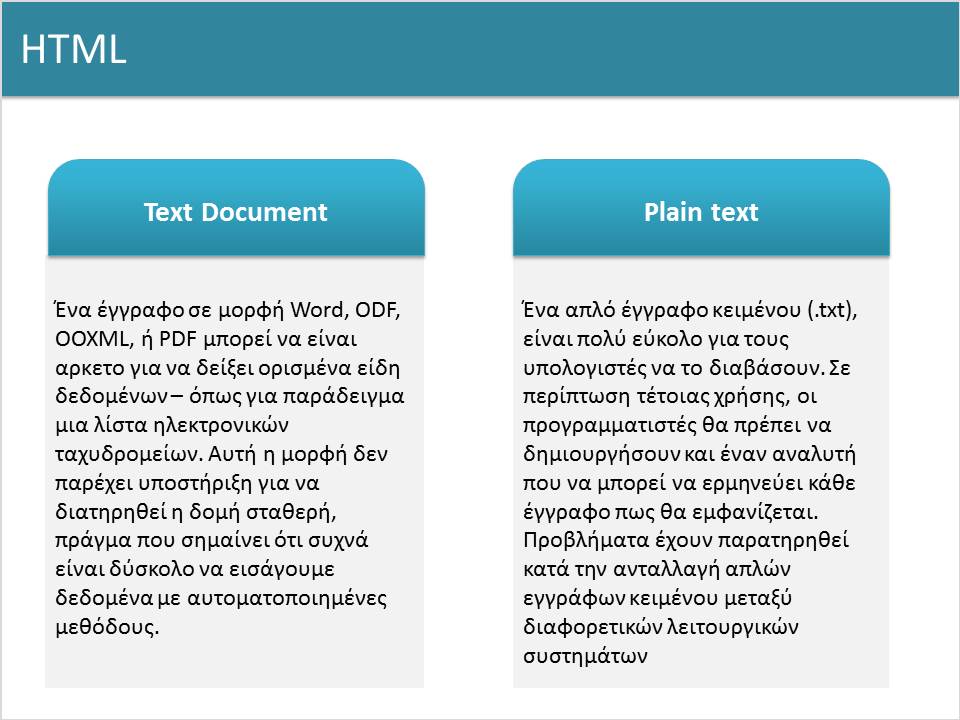 HTML
Text Document
Ένα έγγραφο σε μορφή Word, ODF,
OOXML, ή PDF μπορεί να είναι
αρκετο για να δείξει ορισμένα είδη
δεδομένων – όπως για παράδειγμα
μια λίστα ηλεκτρονικών
ταχυδρομείων. Αυτή η μορφή δεν
παρέχει υποστήριξη για να
διατηρηθεί η δομή σταθερή,
πράγμα που σημαίνει ότι συχνά
είναι δύσκολο να εισάγουμε
δεδομένα με αυτοματοποιημένες
μεθόδους.
Plain text
Ένα απλό έγγραφο κειμένου (.txt),
είναι πολύ εύκολο για τους
υπολογιστές να το διαβάσουν. Σε
περίπτωση τέτοιας χρήσης, οι
προγραμματιστές θα πρέπει να
δημιουργήσουν και έναν αναλυτή
που να μπορεί να ερμηνεύει κάθε
έγγραφο πως θα εμφανίζεται.
Προβλήματα έχουν παρατηρηθεί
κατά την ανταλλαγή απλών
εγγράφων κειμένου μεταξύ
διαφορετικών λειτουργικών
συστημάτων